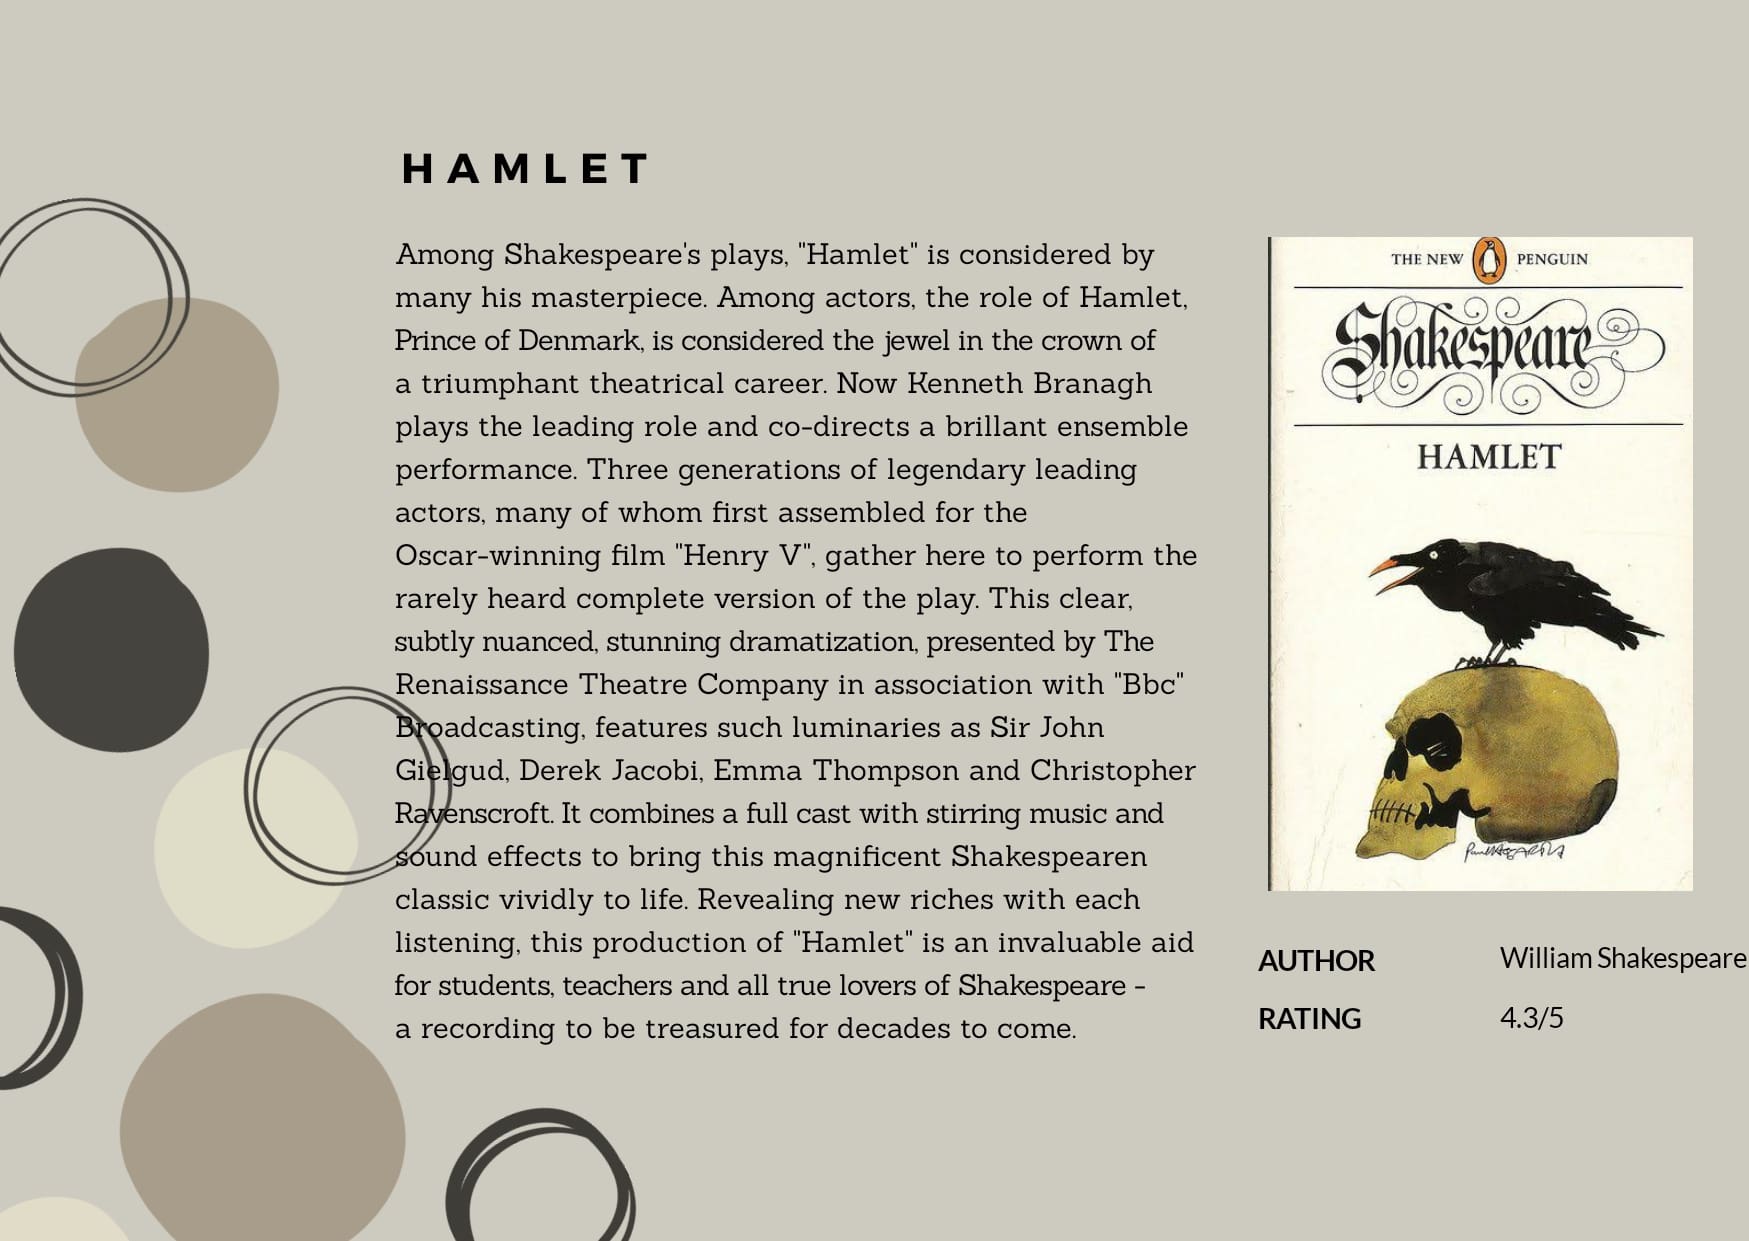 HAMLET
Among Shakespeare's plays, "Hamlet" is considered by
many his masterpiece. Among actors, the role of Hamlet,
Prince of Denmark, is considered the jewel in the crown of
a triumphant theatrical career. Now Kenneth Branagh
plays the leading role and co-directs a brillant ensemble
performance. Three generations of legendary leading
actors, many of whom first assembled for the
Oscar-winning film "Henry V", gather here to perform the
rarely heard complete version of the play. This clear,
subtly nuanced, stunning dramatization, presented by The
Renaissance Theatre Company in association with "Bbc"
Broadcasting, features such luminaries as Sir John
Gielgud, Derek Jacobi, Emma Thompson and Christopher
Ravenscroft. It combines a full cast with stirring music and
sound effects to bring this magnificent Shakespearen
classic vividly to life. Revealing new riches with each
listening, this production of "Hamlet" is an invaluable aid
for students, teachers and all true lovers of Shakespeare -
a recording to be treasured for decades to come.
THE NEW PENGUIN
Shakespeare
HAMLET
AUTHOR William Shakespeare
RATING 4.3/5